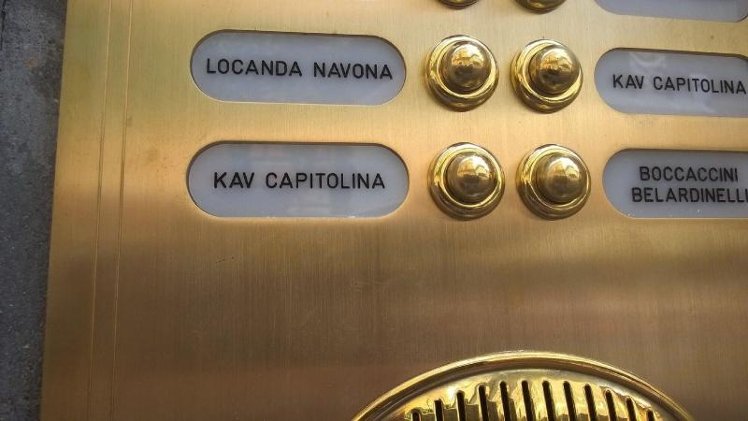 LOCANDA NAVONA
KAV CAPITOLINA
KAV CAPITOLINA
BOCCACCINI
BELARDINELLI